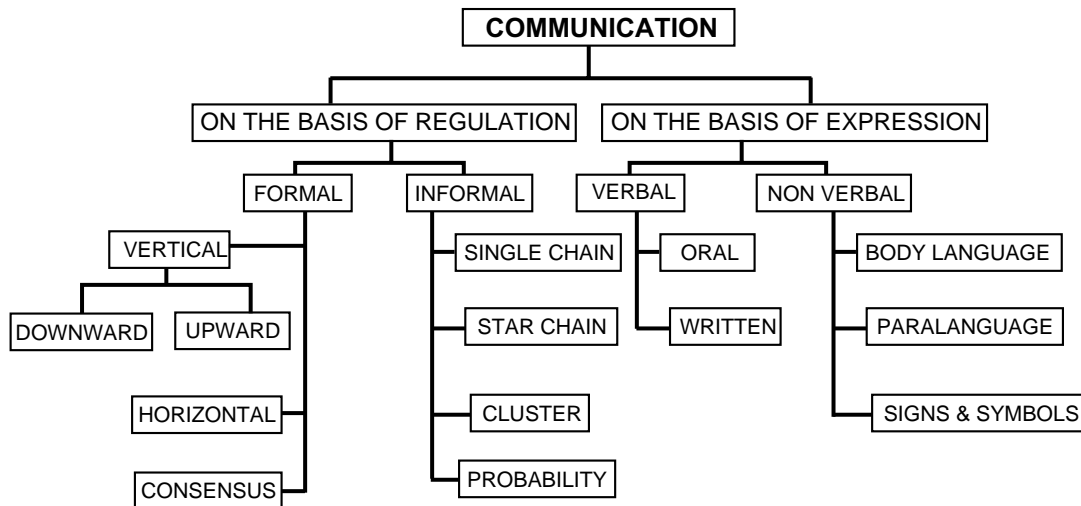 COMMUNICATION
ON THE BASIS OF REGULATION
ON THE BASIS OF EXPRESSION
FORMAL
INFORMAL
VERBAL
NON VERBAL
VERTICAL
SINGLE CHAIN
ORAL
BODY LANGUAGE
DOWNWARD
UPWARD
STAR CHAIN
WRITTEN
PARALANGUAGE
HORIZONTAL
CLUSTER
SIGNS & SYMBOLS
CONSENSUS
PROBABILITY